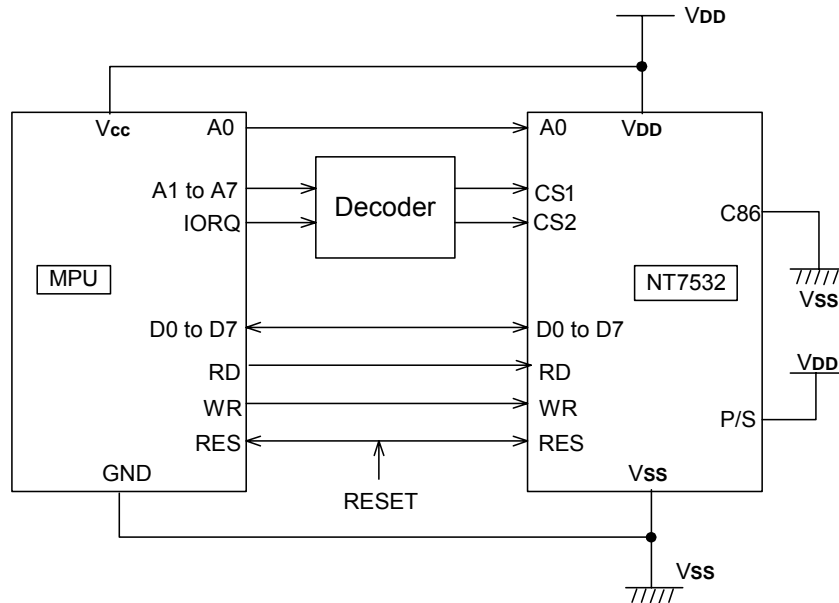 VDD
Vcc
A0
A0
VDD
A1 to A7
Decoder
CS1
IORQ
CS2
C86
MPU
NT7532
VSS
D0 to D7
D0 to D7
VDD
RD
RD
WR
WR
P/S
RES
RES
GND
VSS
RESET
VSS